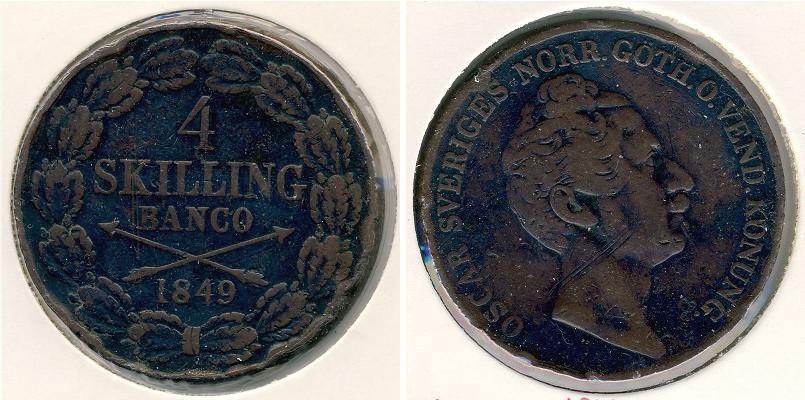 4
SKILLING
BANCO
1849
OSCAR SVERIGES NORR. GÖTH. O. VEND. KONUNG.